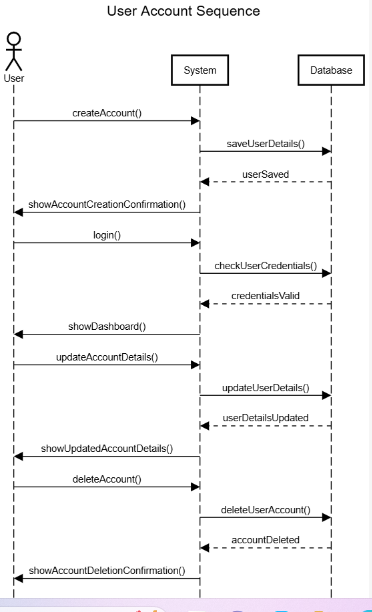 User Account Sequence
User
System
Database
createAccount()
saveUserDetails()
userSaved
showAccountCreationConfirmation()
login()
checkUserCredentials()
credentialsValid
showDashboard()
updateAccountDetails()
updateUserDetails()
userDetailsUpdated
showUpdatedAccountDetails()
deleteAccount()
deleteUserAccount()
accountDeleted
showAccountDeletionConfirmation()